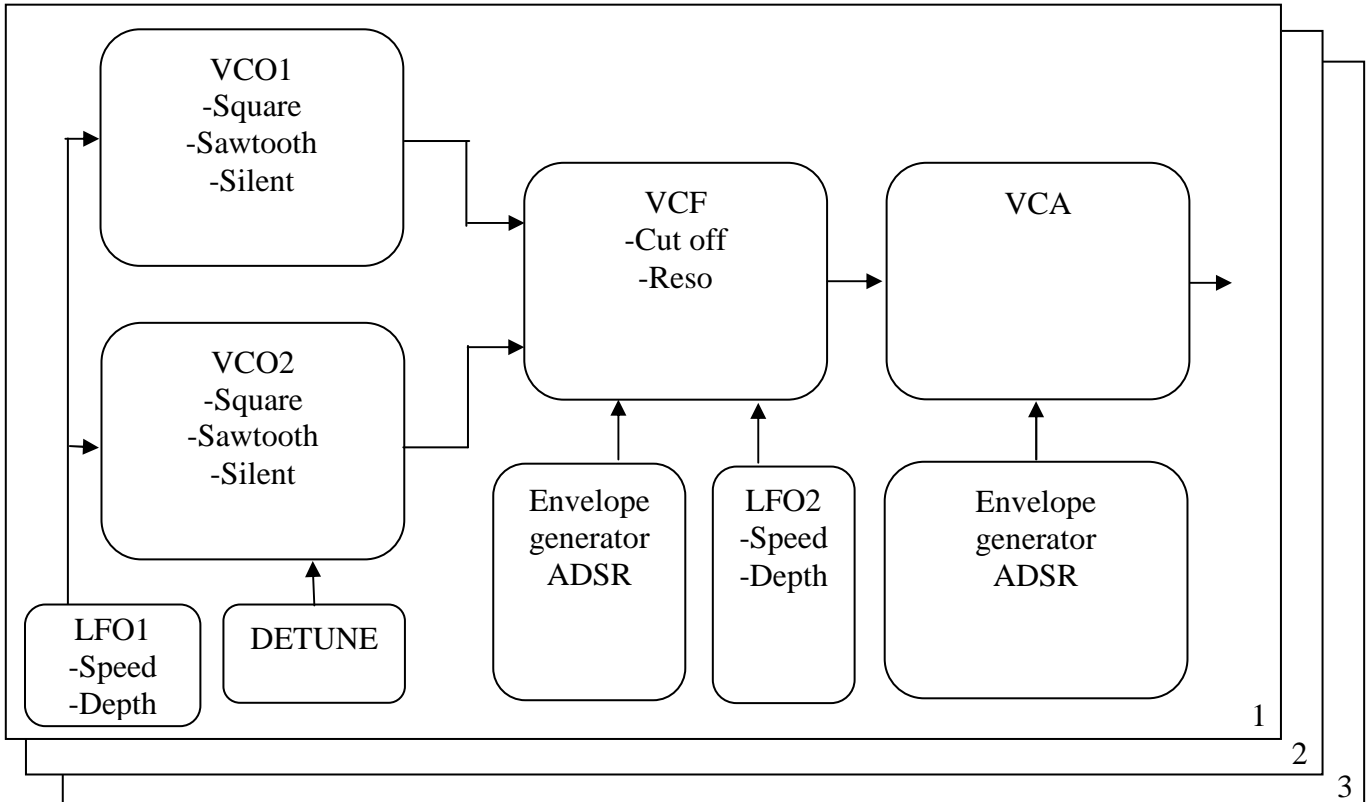 VCO1
-Square
-Sawtooth
-Silent
VCF
-Cut off
-Reso
VCA
VCO2
-Square
-Sawtooth
-Silent
Envelope
generator
ADSR
LFO2
-Speed
-Depth
Envelope
generator
ADSR
LFO1
-Speed
-Depth
DETUNE
1
2
3